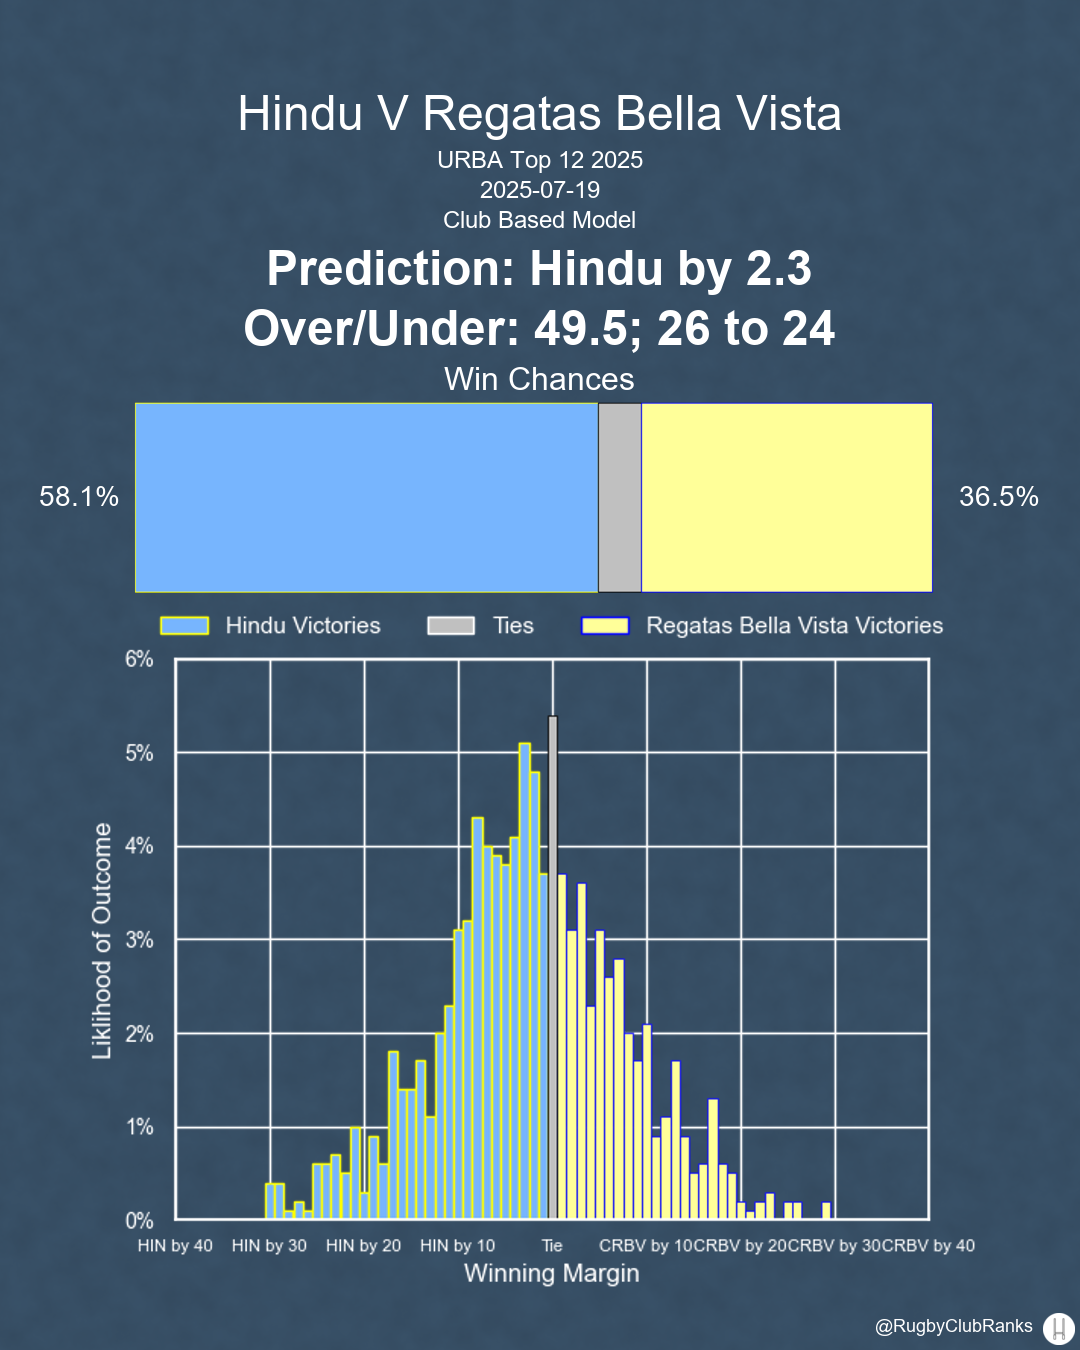 Hindu V Regatas Bella Vista
URBA Top 12 2025
2025-07-19
Club Based Model
Prediction: Hindu by 2.3
Over/Under: 49.5; 26 to 24
Win Chances
58.1%
36.5%
Hindu Victories
Ties
Regatas Bella Vista Victories
6%
5%
4%
3%
2%
1%
0%
Liklihood of Outcome
HIN by 40
HIN by 30
HIN by 20
HIN by 10
Tie
CRBV by 10
CRBV by 20
CRBV by 30
CRBV by 40
Winning Margin
@RugbyClubRanks